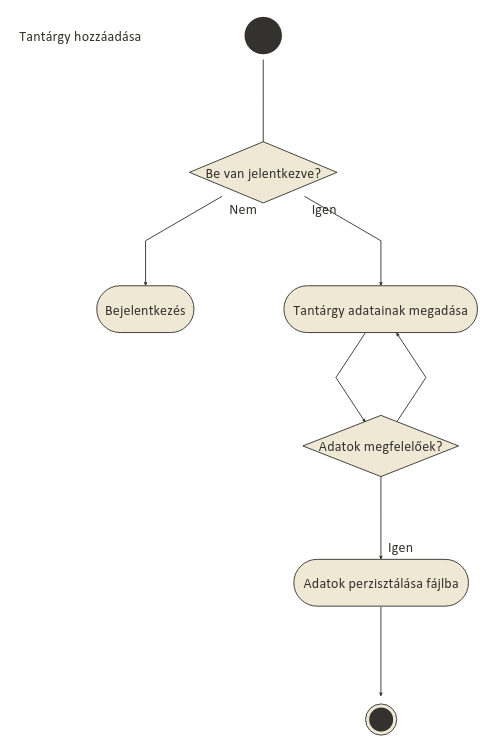 Tantárgy hozzáadása
Be van jelentkezve?
Nem
Igen
Bejelentkezés
Tantárgy adatainak megadása
Adatok megfelelőek?
Igen
Adatok perzisztálása fájlba